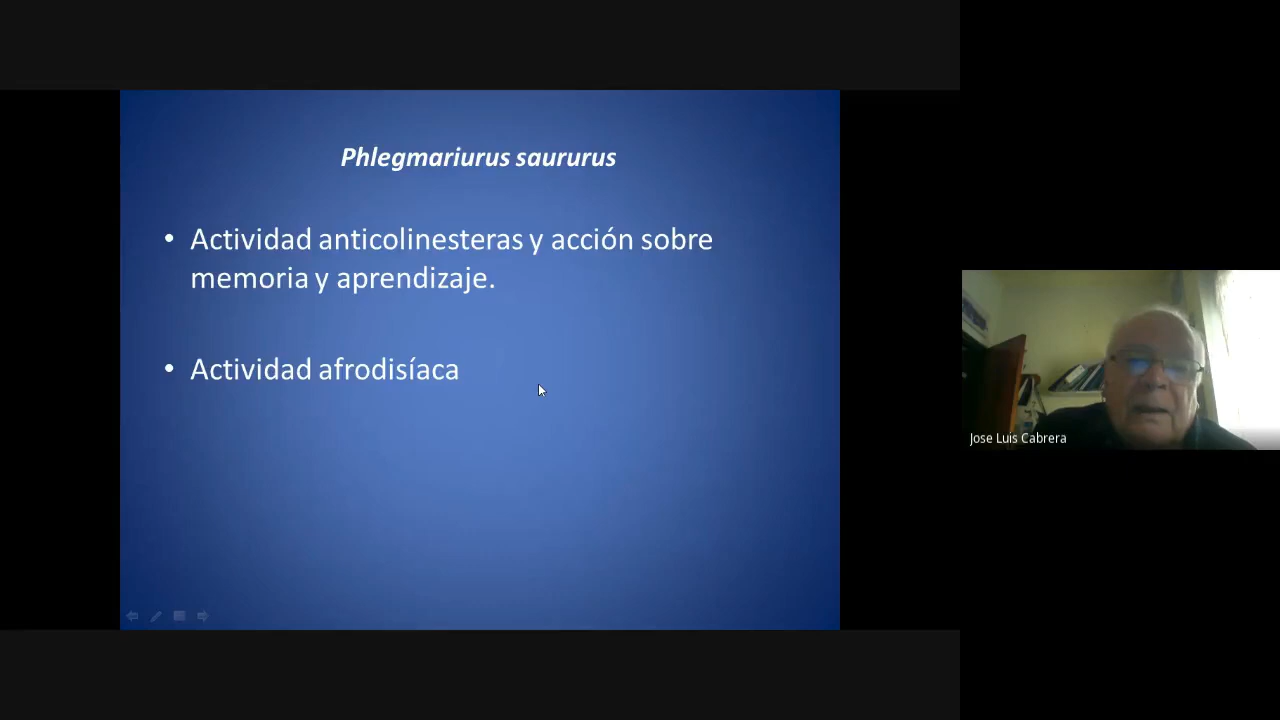 Phlegmariurus saururus
• Actividad anticolinesteras y acción sobre
memoria y aprendizaje.
• Actividad afrodisíaca
Jose Luis Cabrera